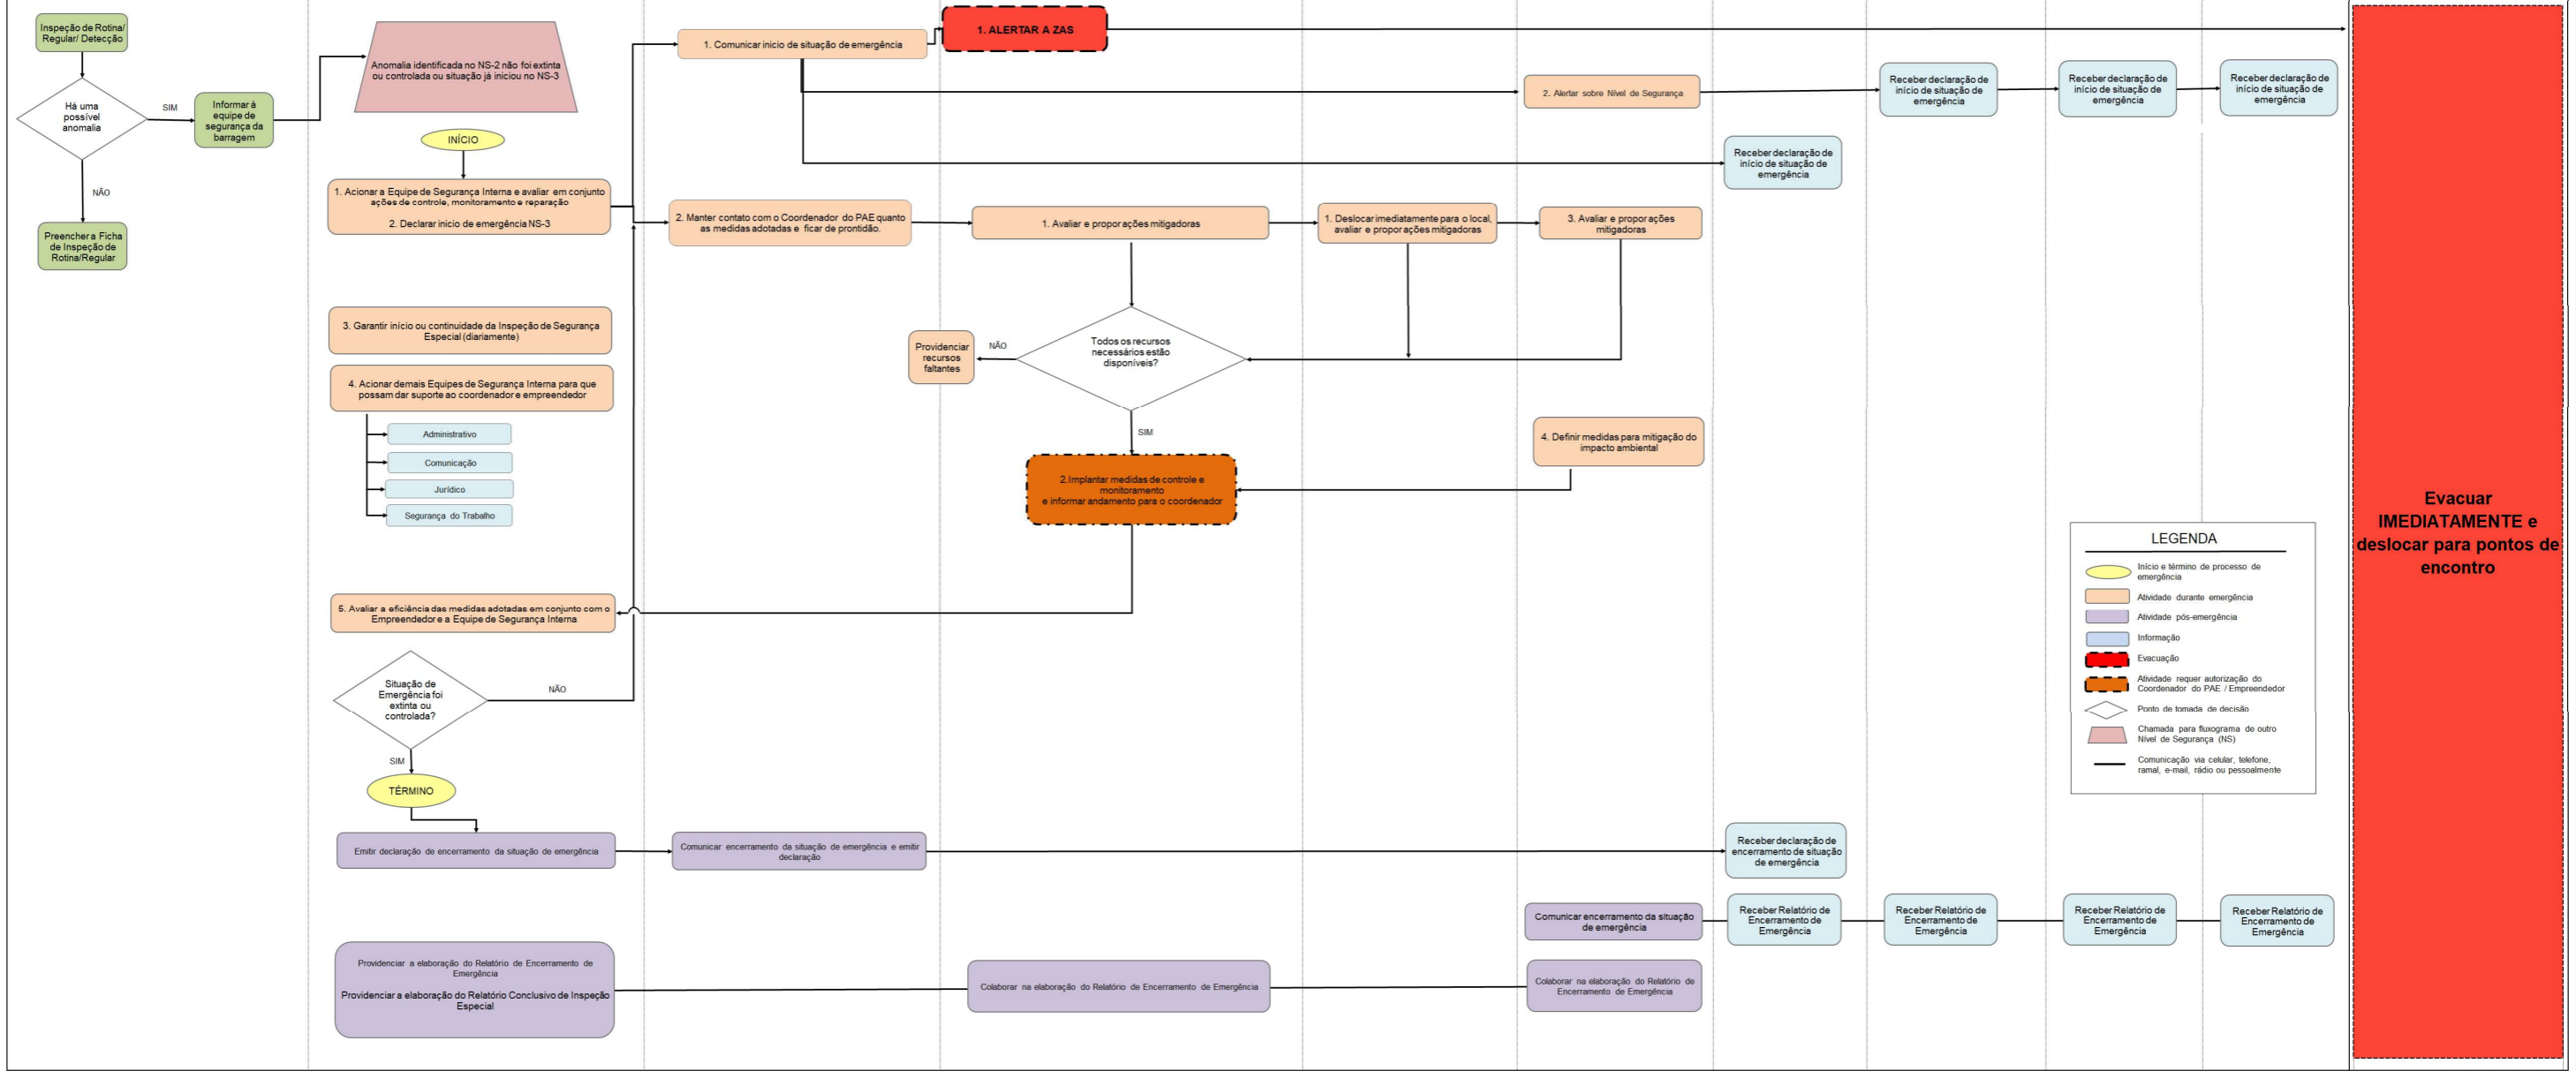 Inspeção de Rotina/
Regular/ Detecção
Há uma
possível
anomalia
SIM
NÃO
Informar à
equipe de
segurança da
barragem
Preencher a Ficha
de Inspeção de
Rotina/Regular
Anomalia identificada no NS-2 não foi extinta
ou controlada ou situação já iniciou no NS-3
INÍCIO
1. Acionar a Equipe de Segurança Interna e avaliar em conjunto
ações de controle, monitoramento e reparação
2. Declarar inicio de emergência NS-3
3. Garantir início ou continuidade da Inspeção de Segurança
Especial (diariamente)
4. Acionar demais Equipes de Segurança Interna para que
possam dar suporte ao coordenador e empreendedor
Administrativo
Comunicação
Jurídico
Segurança do Trabalho
5. Avaliar a eficiência das medidas adotadas em conjunto com o
Empreendedor e a Equipe de Segurança Interna
Situação de
Emergência foi
extinta ou
controlada?
NÃO
SIM
TÉRMINO
Emitir declaração de encerramento da situação de emergência
Providenciar a elaboração do Relatório de Encerramento de
Emergência
Providenciar a elaboração do Relatório Conclusivo de Inspeção
Especial
1. Comunicar inicio de situação de emergência
2. Manter contato com o Coordenador do PAE quanto
as medidas adotadas e ficar de prontidão.
Comunicar encerramento da situação de emergência e emitir
declaração
1. ALERTAR A ZAS
1. Avaliar e propor ações mitigadoras
Providenciar
recursos
faltantes
NÃO
Todos os recursos
necessários estão
disponíveis?
SIM
2.Implantar medidas de controle e
monitoramento
e informar andamento para o coordenador
Colaborar na elaboração do Relatório de Encerramento de Emergência
1. Deslocar imediatamente para o local,
avaliar e propor ações mitigadoras
2. Alertar sobre Nível de Segurança
3. Avaliar e propor ações
mitigadoras
4. Definir medidas para mitigação do
impacto ambiental
Comunicar encerramento da situação
de emergência
Colaborar na elaboração do Relatório de
Encerramento de Emergência
Receber declaração de
início de situação de
emergência
Receber declaração de
encerramento de situação
de emergência
Receber Relatório de
Encerramento de
Emergência
Receber declaração de
início de situação de
emergência
Receber Relatório de
Encerramento de
Emergência
Receber declaração de
início de situação de
emergência
Receber Relatório de
Encerramento de
Emergência
Receber declaração de
início de situação de
emergência
Receber Relatório de
Encerramento de
Emergência
LEGENDA
Início e término de processo de
emergência
Atividade durante emergência
Atividade pós-emergência
Informação
Evacuação
Atividade requer autorização do
Coordenador do PAE / Empreendedor
Ponto de tomada de decisão
Chamada para fluxograma de outro
Nível de Segurança (NS)
Comunicação via celular, telefone,
ramal, e-mail, rádio ou pessoalmente
Evacuar
IMEDIATAMENTE e
deslocar para pontos de
encontro